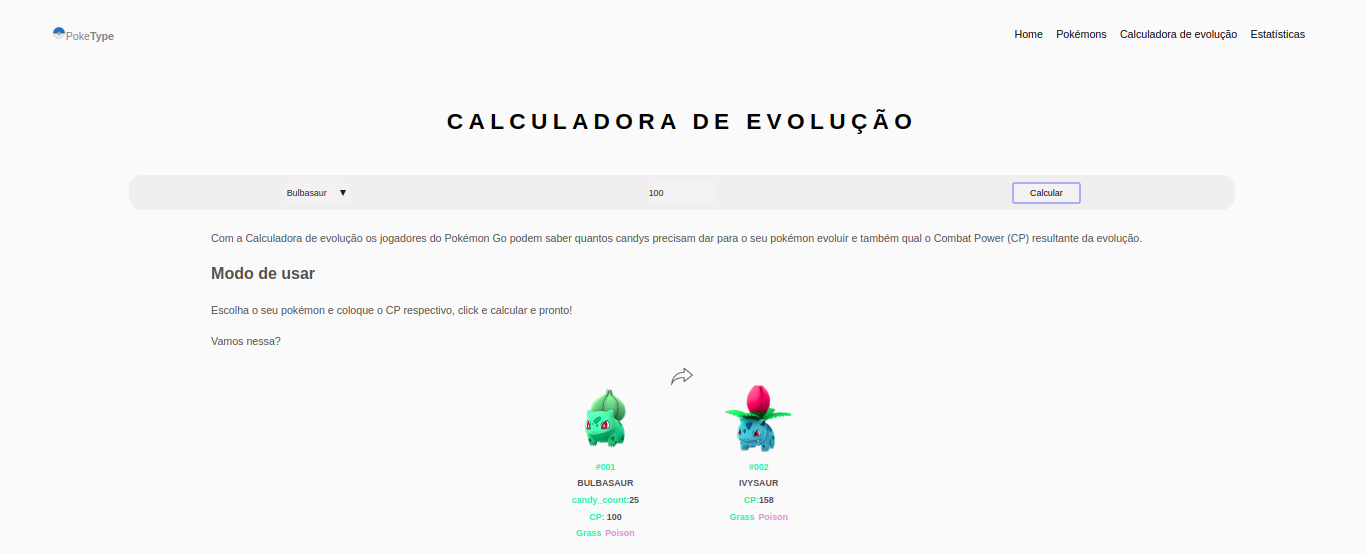 PokeType
Home Pokémons Calculadora de evolução Estatísticas
CALCULADORA DE EVOLUÇÃO
Bulbasaur ▼ 100 Calcular
Com a Calculadora de evolução os jogadores do Pokémon Go podem saber quantos candys precisam dar para o seu pokémon evoluir e também qual o Combat Power (CP) resultante da evolução.
Modo de usar
Escolha o seu pokémon e coloque o CP respectivo, click e calcular e pronto!
Vamos nessa?
#001
BULBASAUR
candy_count:25
CP: 100
Grass Poison
#002
IVYSAUR
CP:158
Grass Poison